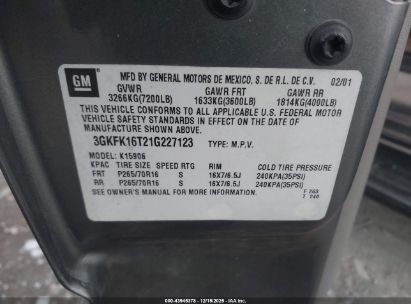 GM
MFD BY GENERAL MOTORS DE MEXICO, S. DE R.L. DE C.V. 02/01
GVWR GAWR FRT GAWR RR
3266KG(7200LB) 1633KG(3600LB) 1814KG(4000LB)
THIS VEHICLE CONFORMS TO ALL APPLICABLE U.S. FEDERAL MOTOR
VEHICLE SAFETY STANDARDS IN EFFECT ON THE DATE OF
MANUFACTURE SHOWN ABOVE.
3GKFK16T21G227123 TYPE: M.P.V.
MODEL: K15906
KPAC TIRE SIZE SPEED RTG RIM COLD TIRE PRESSURE
FRT P265/70R16 S 16X7/6.5J 240KPA(35PSI)
RR P265/70R16 S 16X7/6.5J 240KPA(35PSI)
SEE OWNER'S MANUAL FOR MORE INFORMATION.
F 263
T 240